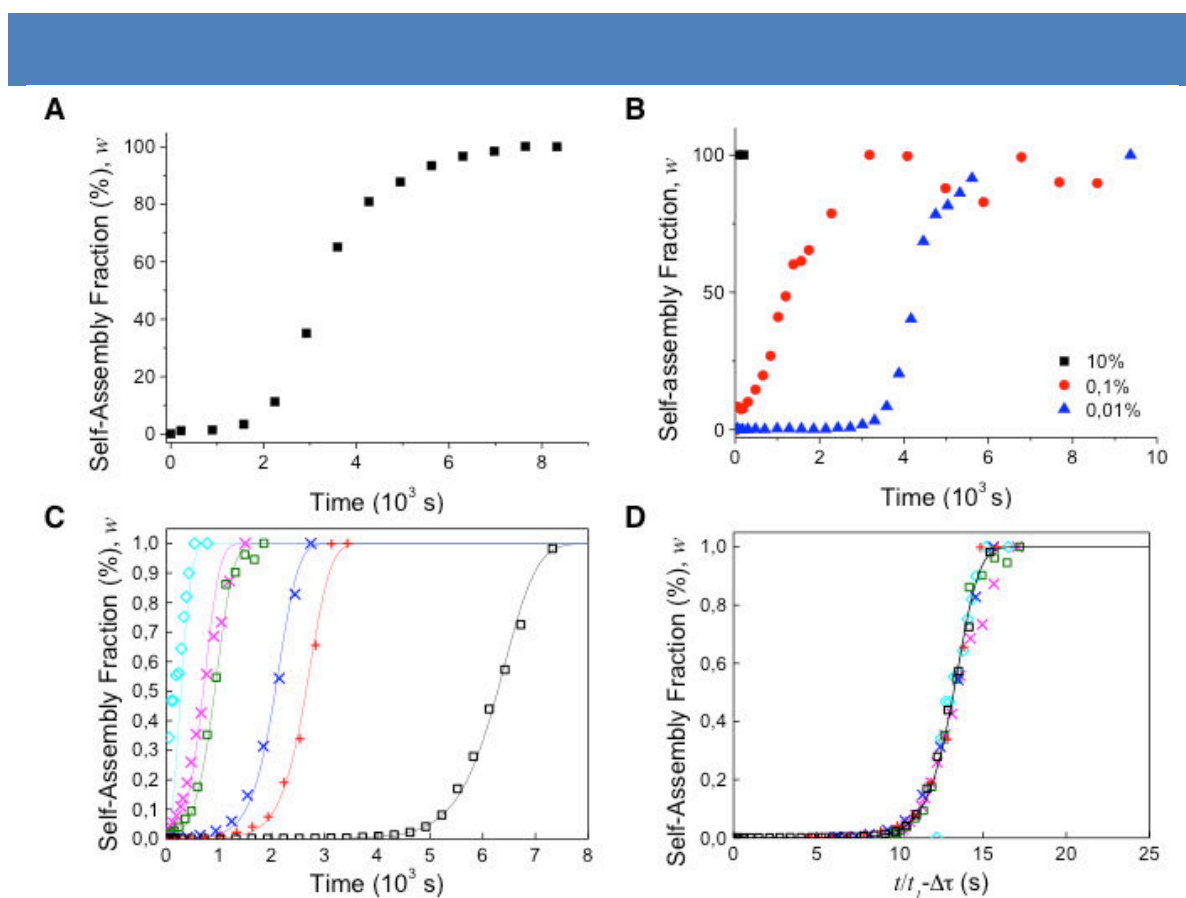 A
Self-Assembly Fraction (%), w
100
80
60
40
20
0
0 2 4 6 8
Time (10³ s)
B
Self-assembly Fraction, w
100
50
0
10%
0,1%
0,01%
0 2 4 6 8 10
Time (10³ s)
C
Self-Assembly Fraction (%), w
1,0
0,9
0,8
0,7
0,6
0,5
0,4
0,3
0,2
0,1
0,0
0 1 2 3 4 5 6 7 8
Time (10³ s)
D
Self-Assembly Fraction (%), w
1,0
0,8
0,6
0,4
0,2
0,0
0 5 10 15 20 25